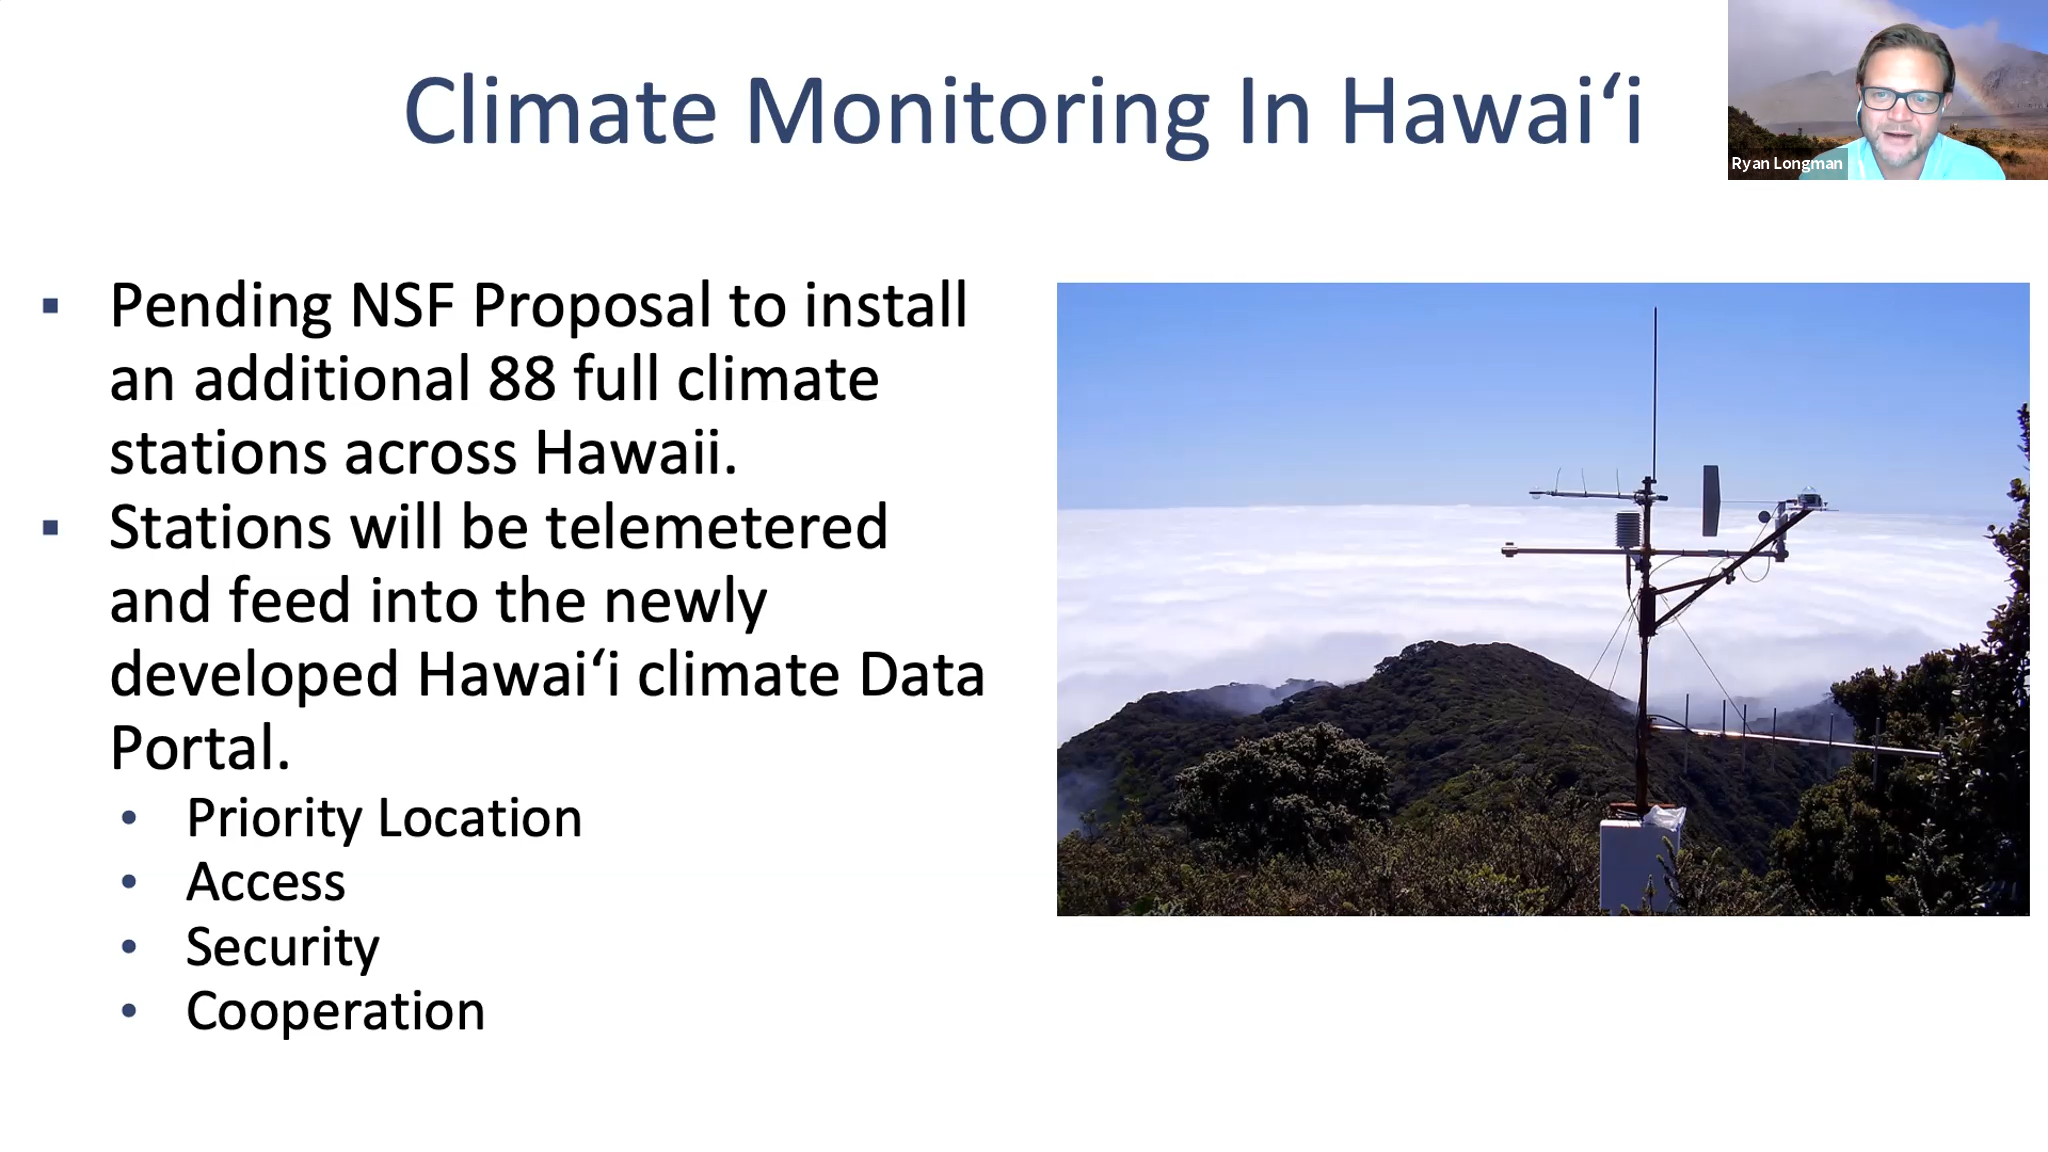 Climate Monitoring In Hawaiʻi
Ryan Longman
▪ Pending NSF Proposal to install
an additional 88 full climate
stations across Hawaii.
▪ Stations will be telemetered
and feed into the newly
developed Hawaiʻi climate Data
Portal.
• Priority Location
• Access
• Security
• Cooperation